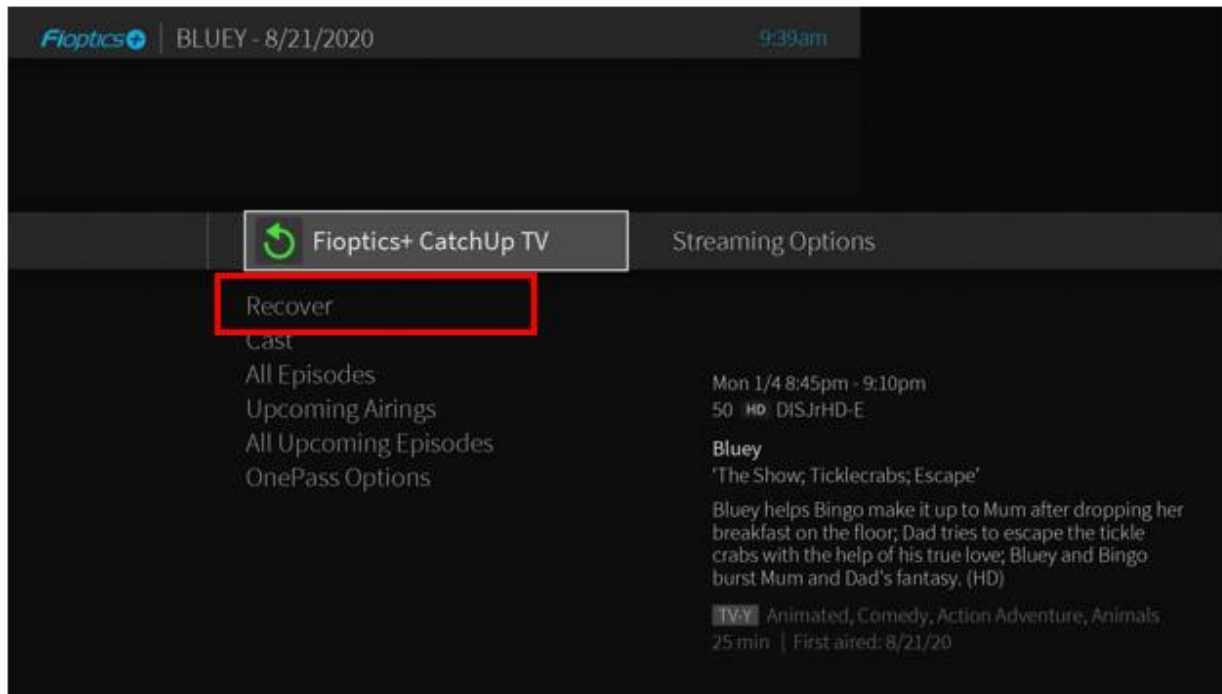 Fioptics+ BLUEY - 8/21/2020 9:39am
Fioptics+ CatchUp TV Streaming Options
Recover
Cast
All Episodes
Upcoming Airings
All Upcoming Episodes
OnePass Options
Mon 1/4 8:45pm - 9:10pm
50 HD DISJrHD-E
Bluey
'The Show; Ticklecrabs; Escape'
Bluey helps Bingo make it up to Mum after dropping her
breakfast on the floor; Dad tries to escape the tickle
crabs with the help of his true love; Bluey and Bingo
burst Mum and Dad's fantasy. (HD)
TV-Y Animated, Comedy, Action Adventure, Animals
25 min | First aired: 8/21/20